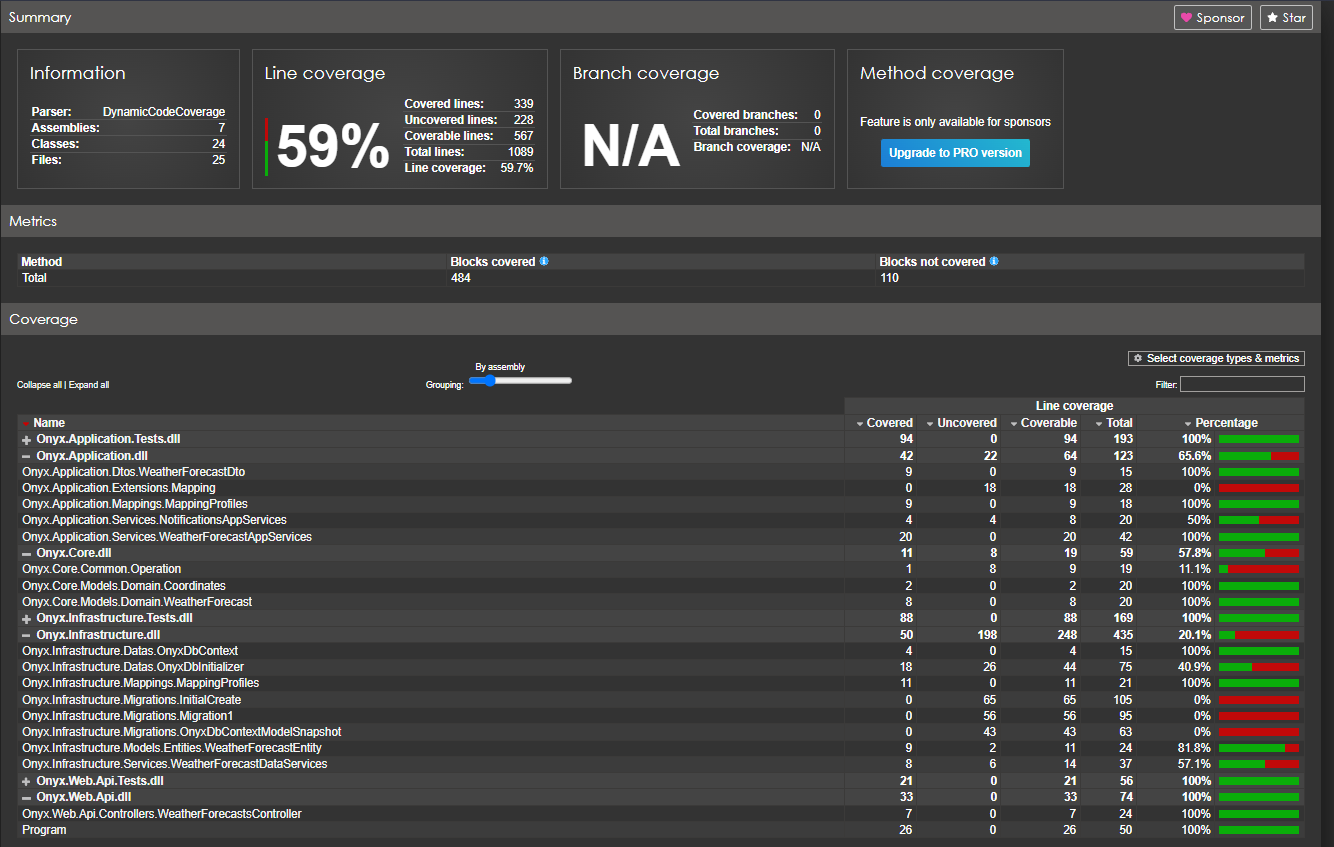 Summary
Sponsor
Star
Information
Parser: DynamicCodeCoverage
Assemblies: 7
Classes: 24
Files: 25
Line coverage
59%
Covered lines: 339
Uncovered lines: 228
Coverable lines: 567
Total lines: 1089
Line coverage: 59.7%
Branch coverage
N/A
Covered branches: 0
Total branches: 0
Branch coverage: N/A
Method coverage
Feature is only available for sponsors
Upgrade to PRO version
Metrics
Method Blocks covered Blocks not covered
Total 484 110
Coverage
Select coverage types & metrics
Collapse all | Expand all
By assembly
Grouping:
Filter:
Line coverage
Name Covered Uncovered Coverable Total Percentage
Onyx.Application.Tests.dll 94 0 94 193 100%
Onyx.Application.dll 42 22 64 123 65.6%
Onyx.Application.Dtos.WeatherForecastDto 9 0 9 15 100%
Onyx.Application.Extensions.Mapping 0 18 18 28 0%
Onyx.Application.Mappings.MappingProfiles 9 0 9 18 100%
Onyx.Application.Services.NotificationsAppServices 4 4 8 20 50%
Onyx.Application.Services.WeatherForecastAppServices 20 0 20 42 100%
Onyx.Core.dll 11 8 19 59 57.8%
Onyx.Core.Common.Operation 1 8 9 19 11.1%
Onyx.Core.Models.Domain.Coordinates 2 0 2 20 100%
Onyx.Core.Models.Domain.WeatherForecast 8 0 8 20 100%
Onyx.Infrastructure.Tests.dll 88 0 88 169 100%
Onyx.Infrastructure.dll 50 198 248 435 20.1%
Onyx.Infrastructure.Datas.OnyxDbContext 4 0 4 15 100%
Onyx.Infrastructure.Datas.OnyxDbInitializer 18 26 44 75 40.9%
Onyx.Infrastructure.Mappings.MappingProfiles 11 0 11 21 100%
Onyx.Infrastructure.Migrations.InitialCreate 0 65 65 105 0%
Onyx.Infrastructure.Migrations.Migration1 0 56 56 95 0%
Onyx.Infrastructure.Migrations.OnyxDbContextModelSnapshot 0 43 43 63 0%
Onyx.Infrastructure.Models.Entities.WeatherForecastEntity 9 2 11 24 81.8%
Onyx.Infrastructure.Services.WeatherForecastDataServices 8 6 14 37 57.1%
Onyx.Web.Api.Tests.dll 21 0 21 56 100%
Onyx.Web.Api.dll 33 0 33 74 100%
Onyx.Web.Api.Controllers.WeatherForecastsController 7 0 7 24 100%
Program 26 0 26 50 100%